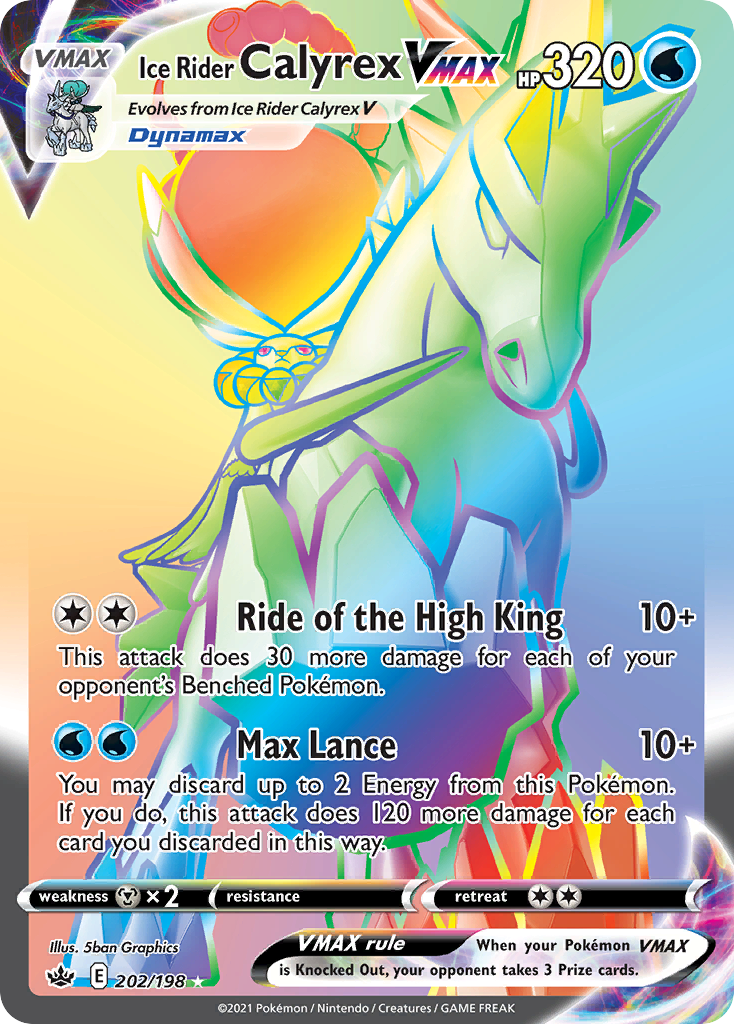 VMAX
Ice Rider Calyrex VMAX HP 320
Evolves from Ice Rider Calyrex V
Dynamax
Ride of the High King 10+
This attack does 30 more damage for each of your
opponent's Benched Pokémon.
Max Lance 10+
You may discard up to 2 Energy from this Pokémon.
If you do, this attack does 120 more damage for each
card you discarded in this way.
weakness ×2 resistance retreat
Illus. 5ban Graphics
VMAX rule When your Pokémon VMAX
is Knocked Out, your opponent takes 3 Prize cards.
E 202/198
©2021 Pokémon / Nintendo / Creatures / GAME FREAK